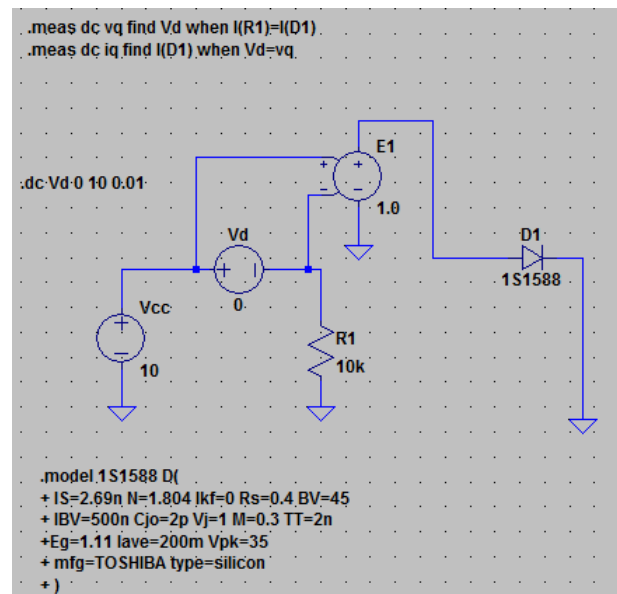 .meas dc vq find Vd when I(R1)=I(D1)
.meas dc iq find I(D1) when Vd=vq
E1
+
+
.dc Vd 0 10 0.01
–
–
1.0
Vd
D1
+
–
1S1588
Vcc
0
+
R1
–
10
10k
.model 1S1588 D(
+ IS=2.69n N=1.804 Ikf=0 Rs=0.4 BV=45
+ IBV=500n Cjo=2p Vj=1 M=0.3 TT=2n
+Eg=1.11 Iave=200m Vpk=35
+ mfg=TOSHIBA type=silicon
+ )